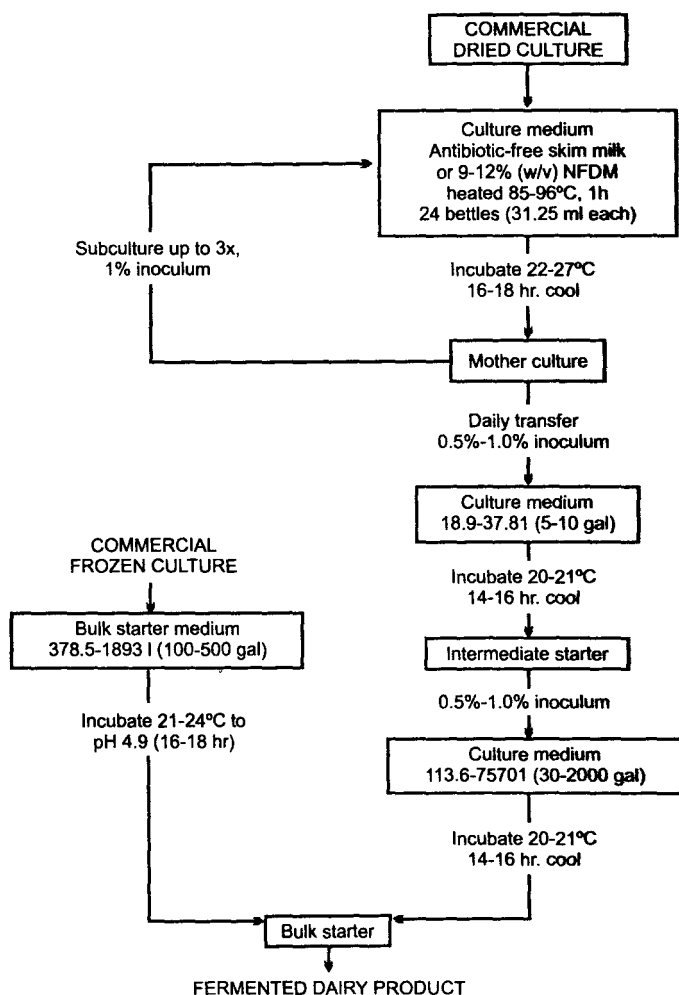 COMMERCIAL
DRIED CULTURE
Culture medium
Antibiotic-free skim milk
or 9-12% (w/v) NFDM
heated 85-96ºC, 1h
24 bettles (31.25 ml each)
Subculture up to 3x,
1% inoculum
Incubate 22-27ºC
16-18 hr. cool
Mother culture
Daily transfer
0.5%-1.0% inoculum
Culture medium
18.9-37.81 (5-10 gal)
COMMERCIAL
FROZEN CULTURE
Incubate 20-21ºC
14-16 hr. cool
Bulk starter medium
378.5-1893 l (100-500 gal)
Intermediate starter
0.5%-1.0% inoculum
Incubate 21-24ºC to
pH 4.9 (16-18 hr)
Culture medium
113.6-75701 (30-2000 gal)
Incubate 20-21ºC
14-16 hr. cool
Bulk starter
FERMENTED DAIRY PRODUCT